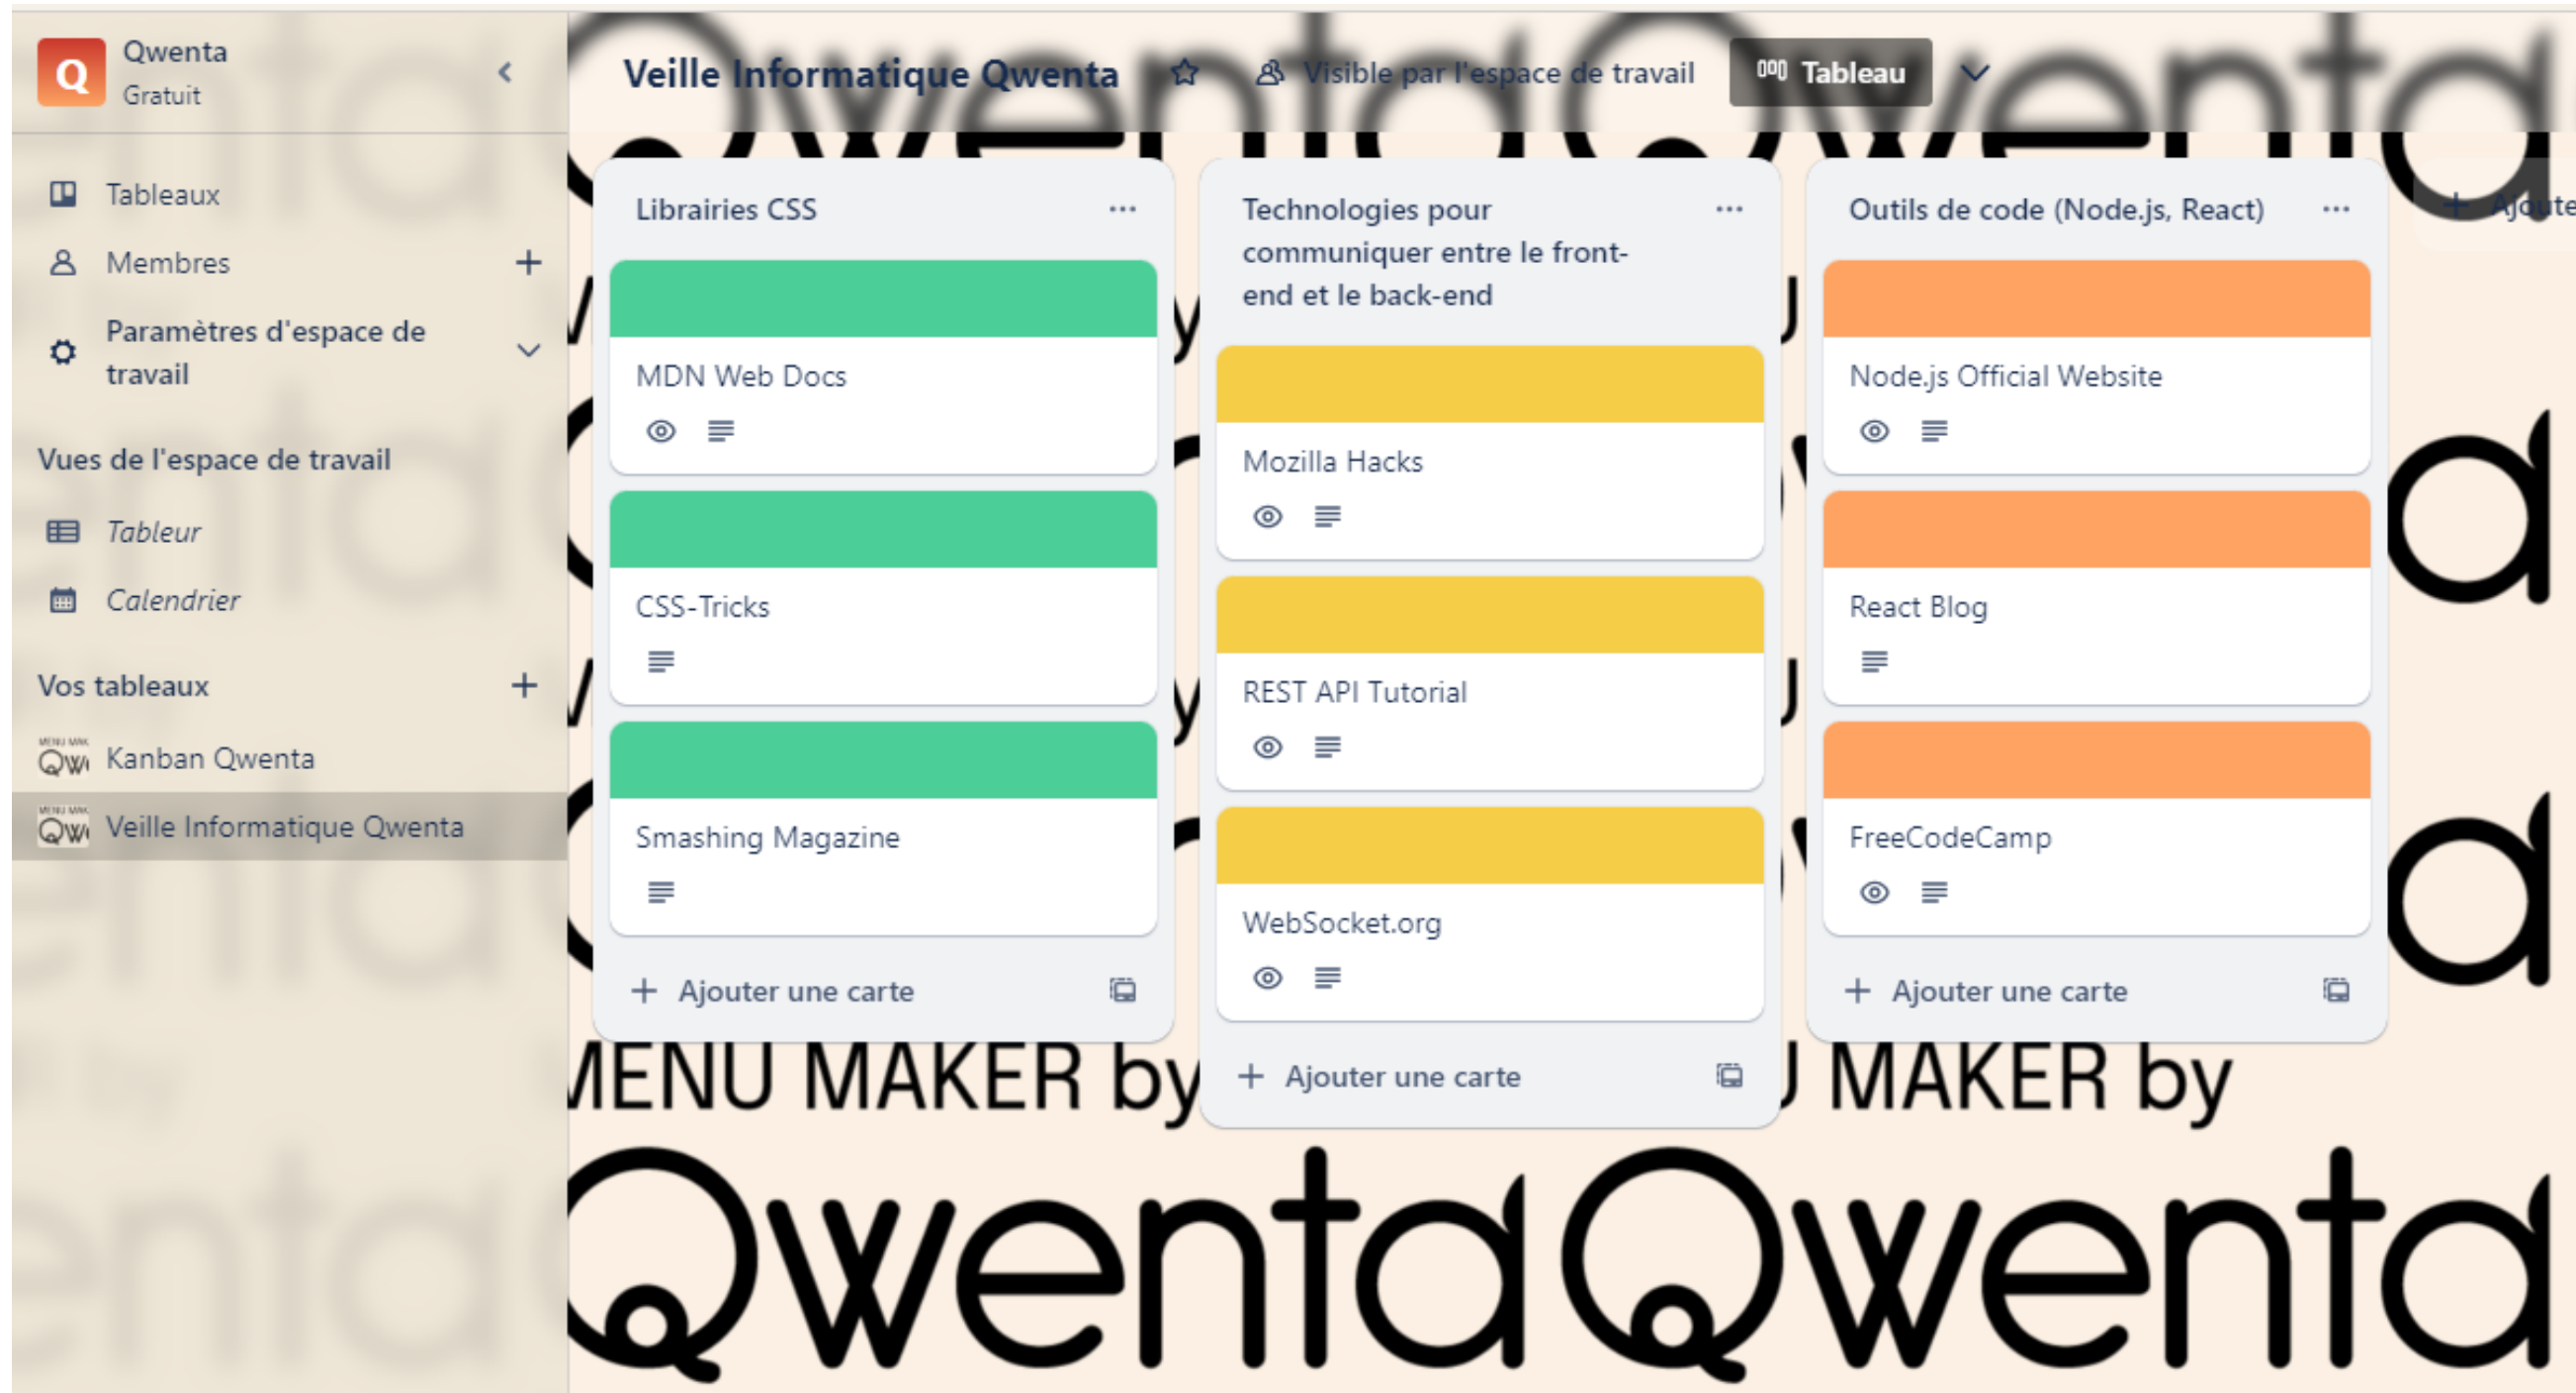 Q
Qwenta
Gratuit
Tableaux
Membres
Paramètres d'espace de
travail
Vues de l'espace de travail
Tableur
Calendrier
Vos tableaux
Kanban Qwenta
Veille Informatique Qwenta
Veille Informatique Qwenta
Visible par l'espace de travail
Tableau
Librairies CSS
MDN Web Docs
CSS-Tricks
Smashing Magazine
Ajouter une carte
Technologies pour
communiquer entre le front-
end et le back-end
Mozilla Hacks
REST API Tutorial
WebSocket.org
Ajouter une carte
Outils de code (Node.js, React)
Node.js Official Website
React Blog
FreeCodeCamp
Ajouter une carte
MENU MAKER by
MAKER by
Qwenta Qwenta